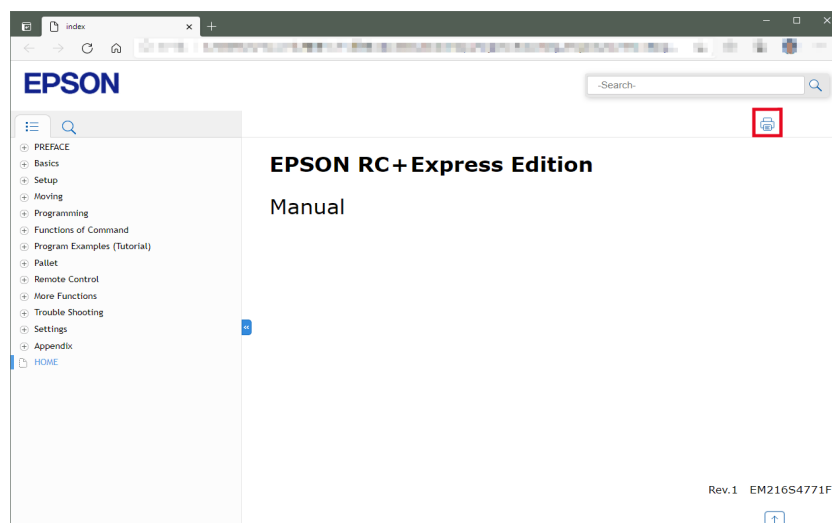 index
EPSON
-Search-
PREFACE
Basics
Setup
Moving
Programming
Functions of Command
Program Examples (Tutorial)
Pallet
Remote Control
More Functions
Trouble Shooting
Settings
Appendix
HOME
EPSON RC+Express Edition
Manual
Rev.1 EM216S4771F